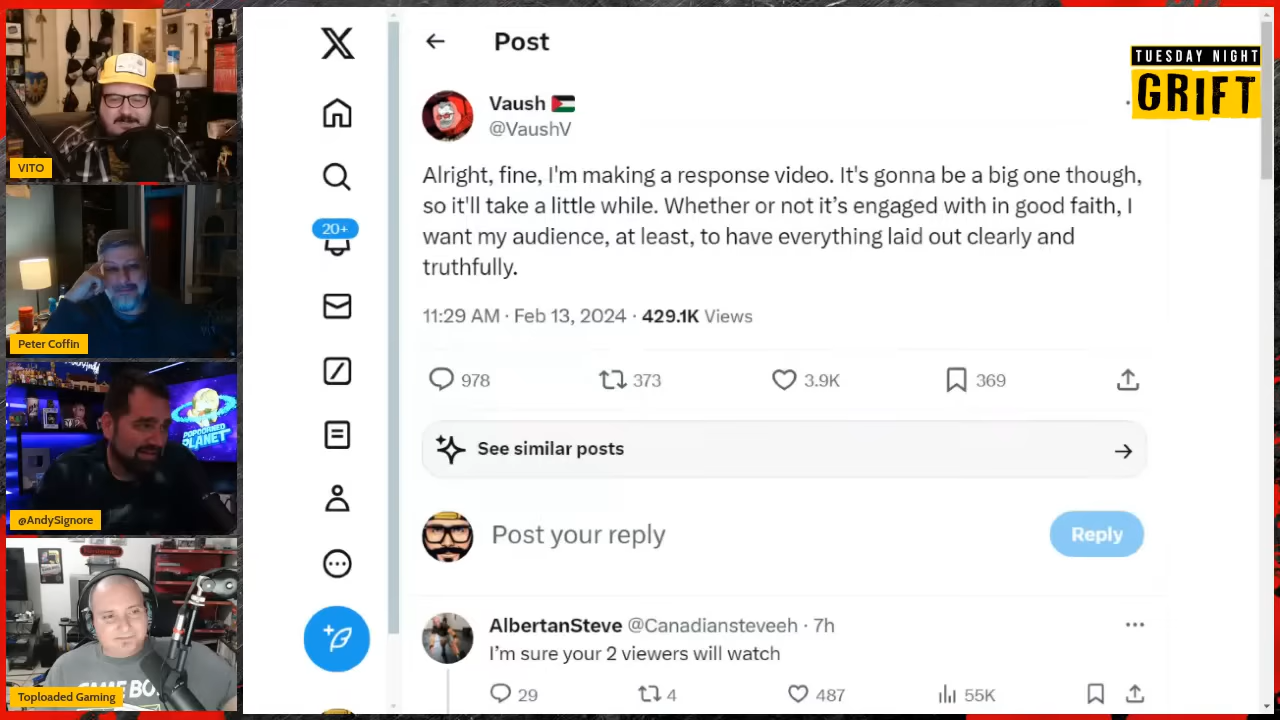 VITO
Peter Coffin
POPCORNED
PLANET
@AndySignore
GAME BO
Toploaded Gaming
TUESDAY NIGHT
GRIFT
20+
Post
Vaush
@VaushV
Alright, fine, I'm making a response video. It's gonna be a big one though,
so it'll take a little while. Whether or not it's engaged with in good faith, I
want my audience, at least, to have everything laid out clearly and
truthfully.
11:29 AM · Feb 13, 2024 · 429.1K Views
978 373 3.9K 369
See similar posts
Post your reply
Reply
AlbertanSteve @Canadiansteveeh · 7h
I'm sure your 2 viewers will watch
29 4 487 55K